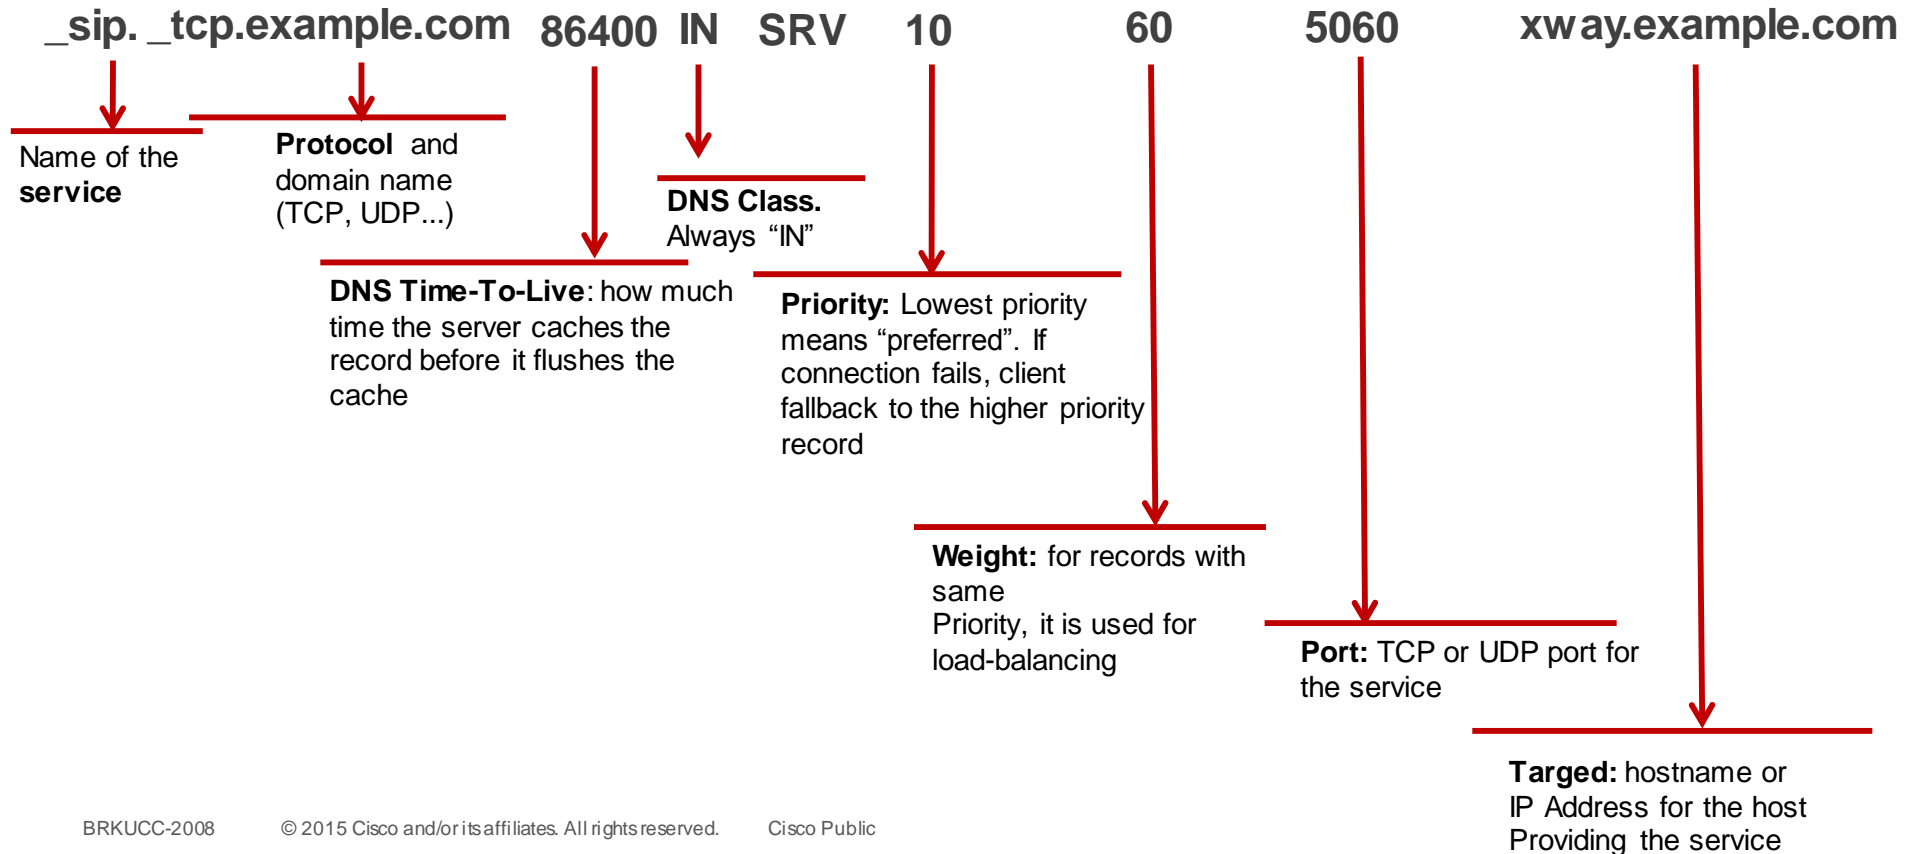 _sip. _tcp.example.com 86400 IN SRV 10 60 5060 xway.example.com
Name of the
service
Protocol and
domain name
(TCP, UDP...)
DNS Class.
Always “IN”
DNS Time-To-Live: how much
time the server caches the
record before it flushes the
cache
Priority: Lowest priority
means “preferred”. If
connection fails, client
fallback to the higher priority
record
Weight: for records with
same
Priority, it is used for
load-balancing
Port: TCP or UDP port for
the service
Targed: hostname or
IP Address for the host
Providing the service
BRKUCC-2008 © 2015 Cisco and/or its affiliates. All rights reserved. Cisco Public